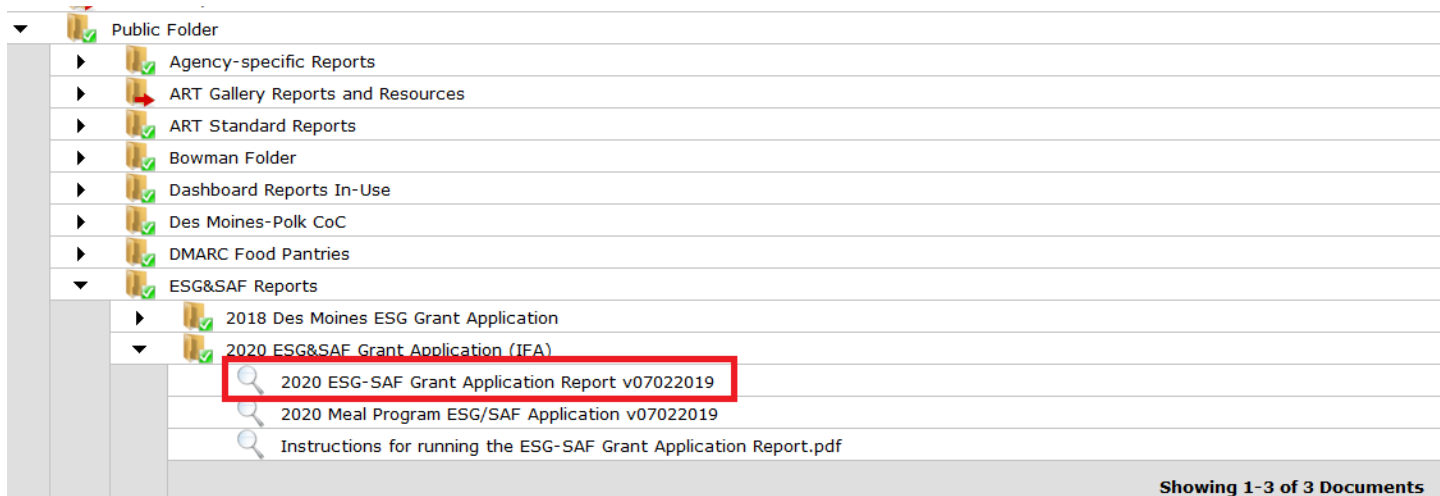 Public Folder
Agency-specific Reports
ART Gallery Reports and Resources
ART Standard Reports
Bowman Folder
Dashboard Reports In-Use
Des Moines-Polk CoC
DMARC Food Pantries
ESG&SAF Reports
2018 Des Moines ESG Grant Application
2020 ESG&SAF Grant Application (IFA)
2020 ESG-SAF Grant Application Report v07022019
2020 Meal Program ESG/SAF Application v07022019
Instructions for running the ESG-SAF Grant Application Report.pdf
Showing 1-3 of 3 Documents